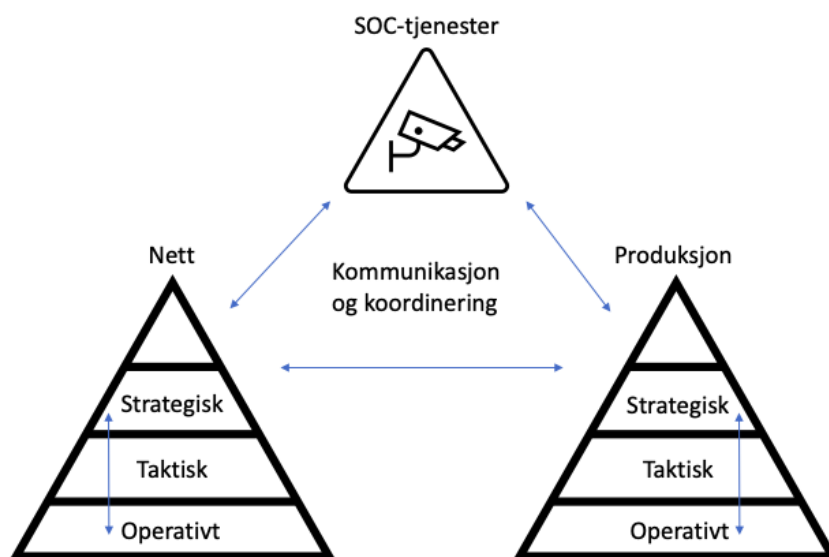 SOC-tjenester
Nett
Kommunikasjon
og koordinering
Produksjon
Strategisk
Taktisk
Operativt
Strategisk
Taktisk
Operativt